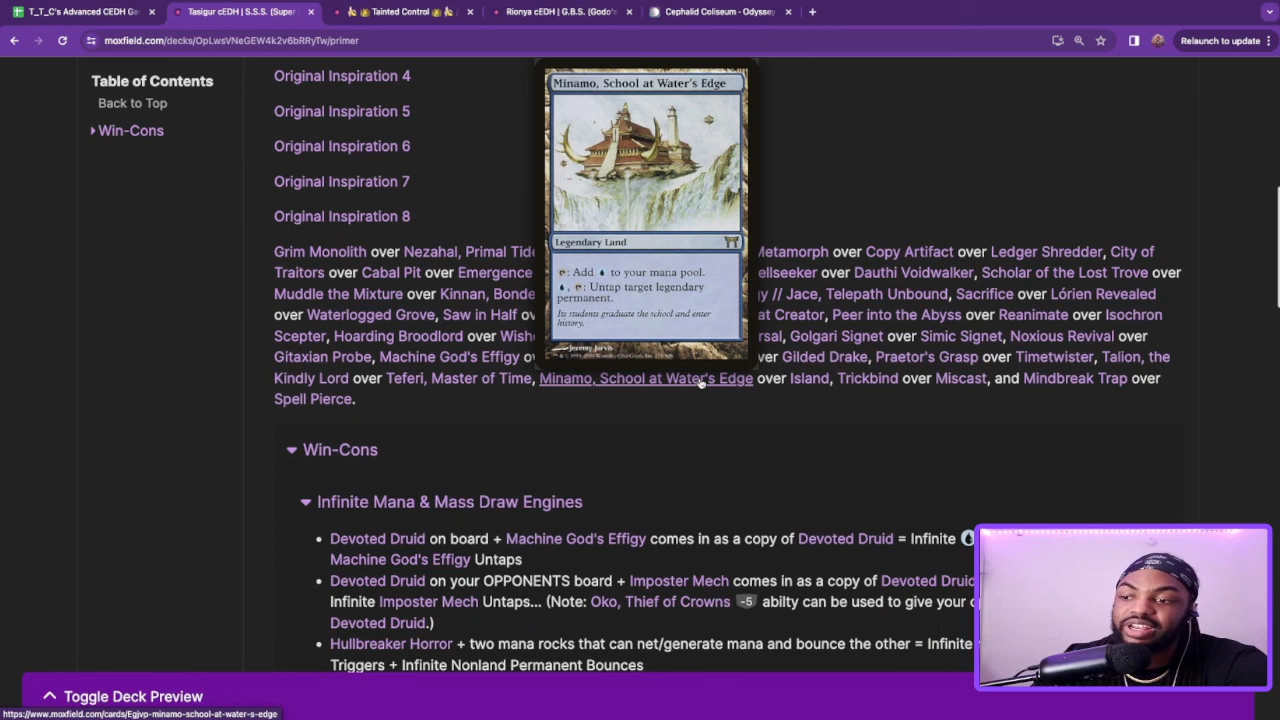 T_T_C's Advanced CEDH Ga
Tasigur cEDH | S.S.S. (Super
Tainted Control
Rionya cEDH | G.B.S. (Godo's
Cephalid Coliseum - Odyssey
moxfield.com/decks/OpLwsVNeGEW4k2v6bRRyTw/primer
Relaunch to update
Table of Contents
Back to Top
Win-Cons
Original Inspiration 4
Original Inspiration 5
Original Inspiration 6
Original Inspiration 7
Original Inspiration 8
Minamo, School at Water's Edge
Legendary Land
: Add to your mana pool.
, : Untap target legendary
permanent.
Its students graduate the school and enter
history.
Jeremy Jarvis
Grim Monolith over Nezahal, Primal Tide Metamorph over Copy Artifact over Ledger Shredder, City of
Traitors over Cabal Pit over Emergence ellseeker over Dauthi Voidwalker, Scholar of the Lost Trove over
Muddle the Mixture over Kinnan, Bonde gy // Jace, Telepath Unbound, Sacrifice over Lórien Revealed
over Waterlogged Grove, Saw in Half over at Creator, Peer into the Abyss over Reanimate over Isochron
Scepter, Hoarding Broodlord over Wish rsal, Golgari Signet over Simic Signet, Noxious Revival over
Gitaxian Probe, Machine God's Effigy ov over Gilded Drake, Praetor's Grasp over Timetwister, Talion, the
Kindly Lord over Teferi, Master of Time, Minamo, School at Water's Edge over Island, Trickbind over Miscast, and Mindbreak Trap over
Spell Pierce.
Win-Cons
Infinite Mana & Mass Draw Engines
Devoted Druid on board + Machine God's Effigy comes in as a copy of Devoted Druid = Infinite
Machine God's Effigy Untaps
Devoted Druid on your OPPONENTS board + Imposter Mech comes in as a copy of Devoted Druid
Infinite Imposter Mech Untaps... (Note: Oko, Thief of Crowns -5 abilty can be used to give your o
Devoted Druid.)
Hullbreaker Horror + two mana rocks that can net/generate mana and bounce the other = Infinite
Triggers + Infinite Nonland Permanent Bounces
Toggle Deck Preview
https://www.moxfield.com/cards/Egjyp-minamo-school-at-water-s-edge